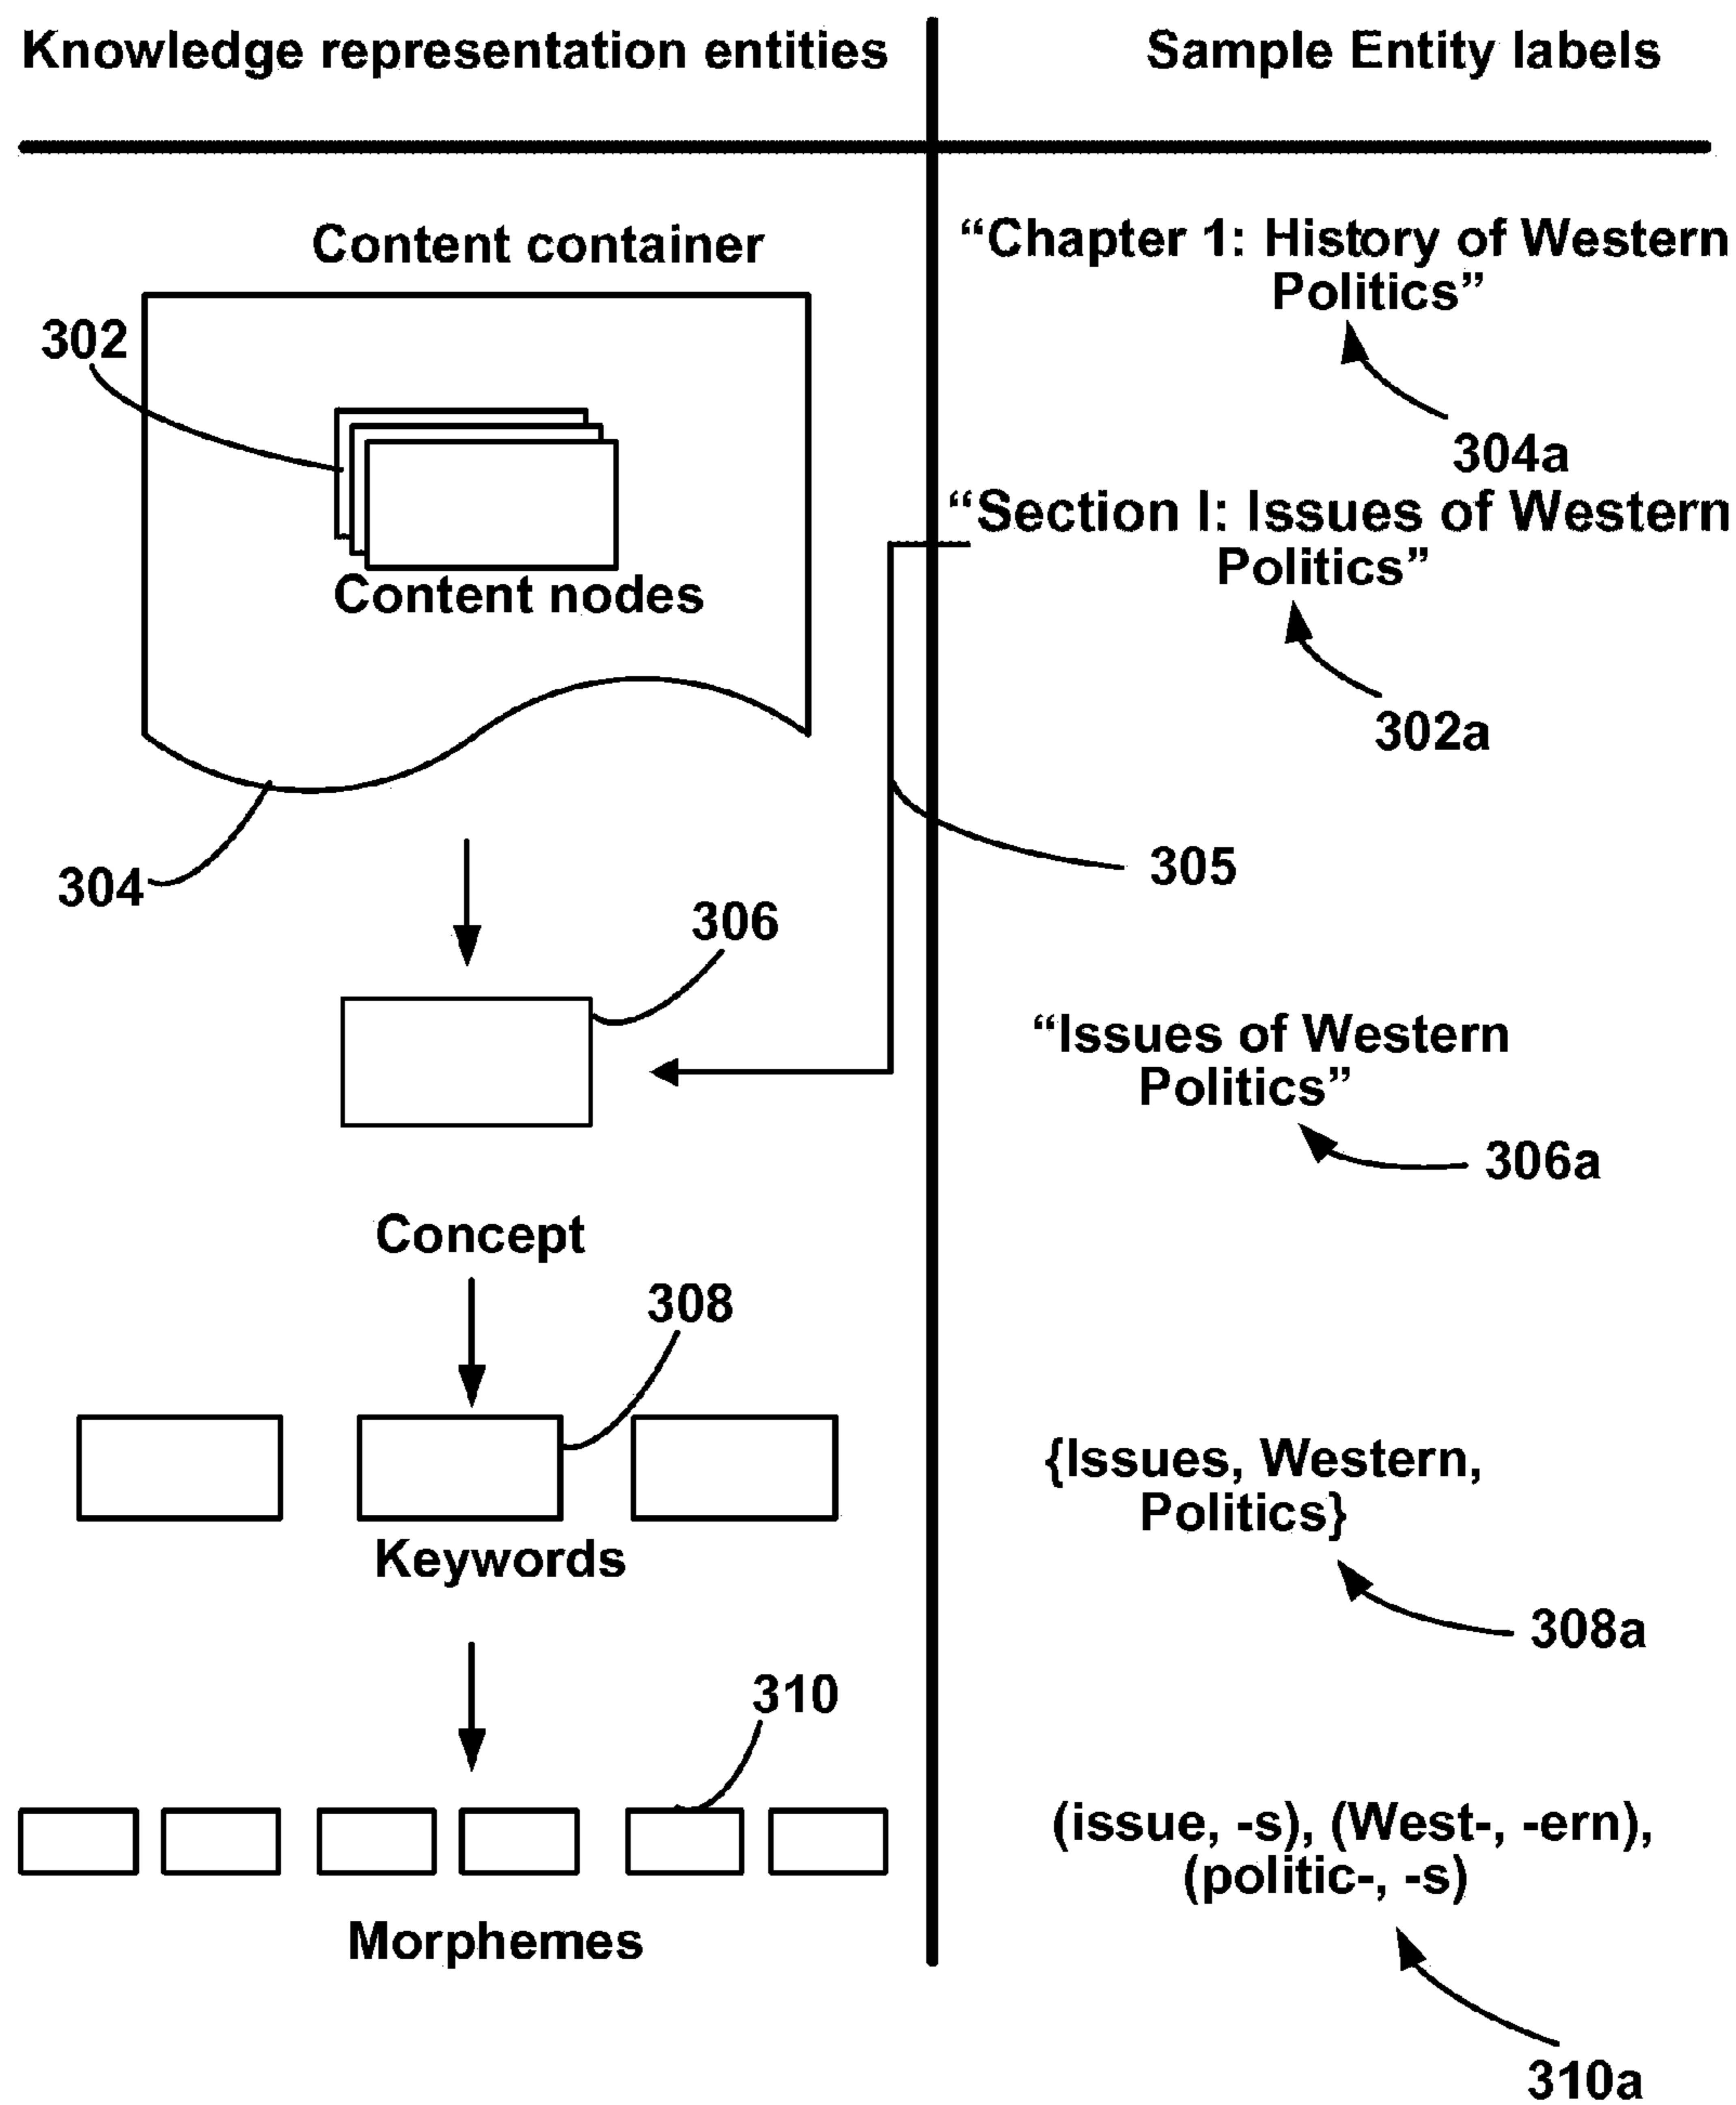 Knowledge representation entities
Sample Entity labels
Content container
“Chapter 1: History of Western
Politics”
302
304a
“Section I: Issues of Western
Politics”
Content nodes
302a
305
304
306
“Issues of Western
Politics”
306a
Concept
308
{Issues, Western,
Politics}
Keywords
308a
310
(issue, -s), (West-, -ern),
(politic-, -s)
Morphemes
310a